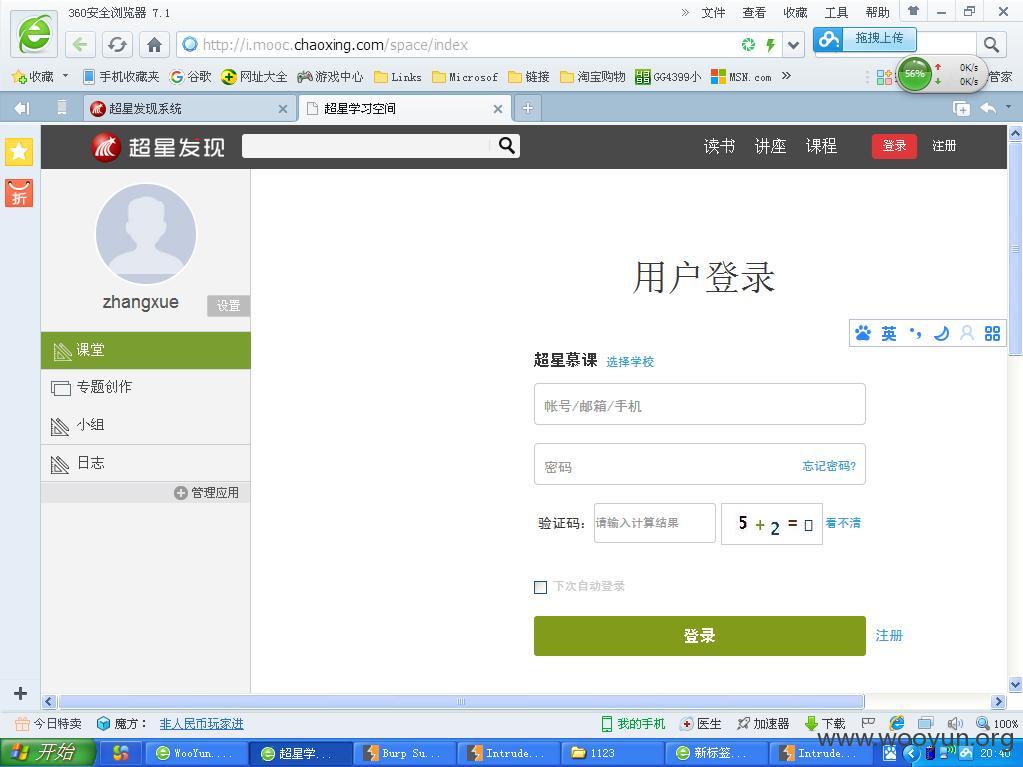 360安全浏览器 7.1
» 文件 查看 收藏 工具 帮助
http://i.mooc.chaoxing.com/space/index
拖拽上传
收藏 手机收藏夹 谷歌 网址大全 游戏中心 Links Microsof 链接 淘宝购物 GG4399小 MSN.com »
56% 0K/s 0K/s 管家
超星发现系统
超星学习空间
折
超星发现
读书 讲座 课程 登录 注册
zhangxue
设置
课堂
专题创作
小组
日志
管理应用
用户登录
英
超星慕课 选择学校
帐号/邮箱/手机
密码 忘记密码?
验证码: 请输入计算结果 5 + 2 = 看不清
下次自动登录
登录 注册
今日特卖 魔方: 非人民币玩家进 我的手机 医生 加速器 下载 100%
www.wooyun.org
开始 WooYun... 超星学... Burp Su... Intrude... 1123 新标签... Intrude... 20:40